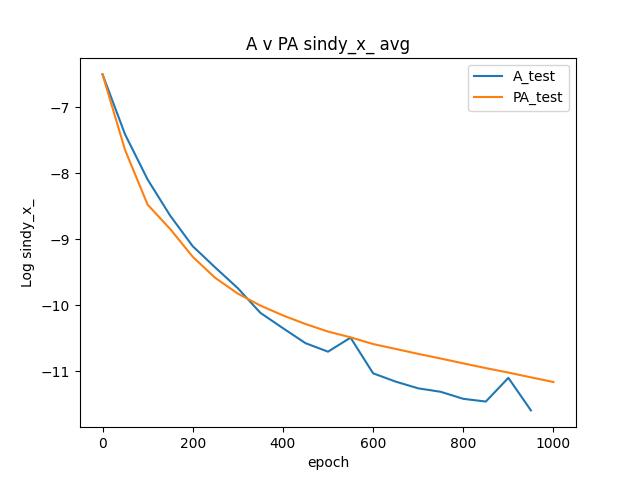 A v PA sindy_x_ avg
A_test
PA_test
Log sindy_x_
−7
−8
−9
−10
−11
0
200
400
600
800
1000
epoch